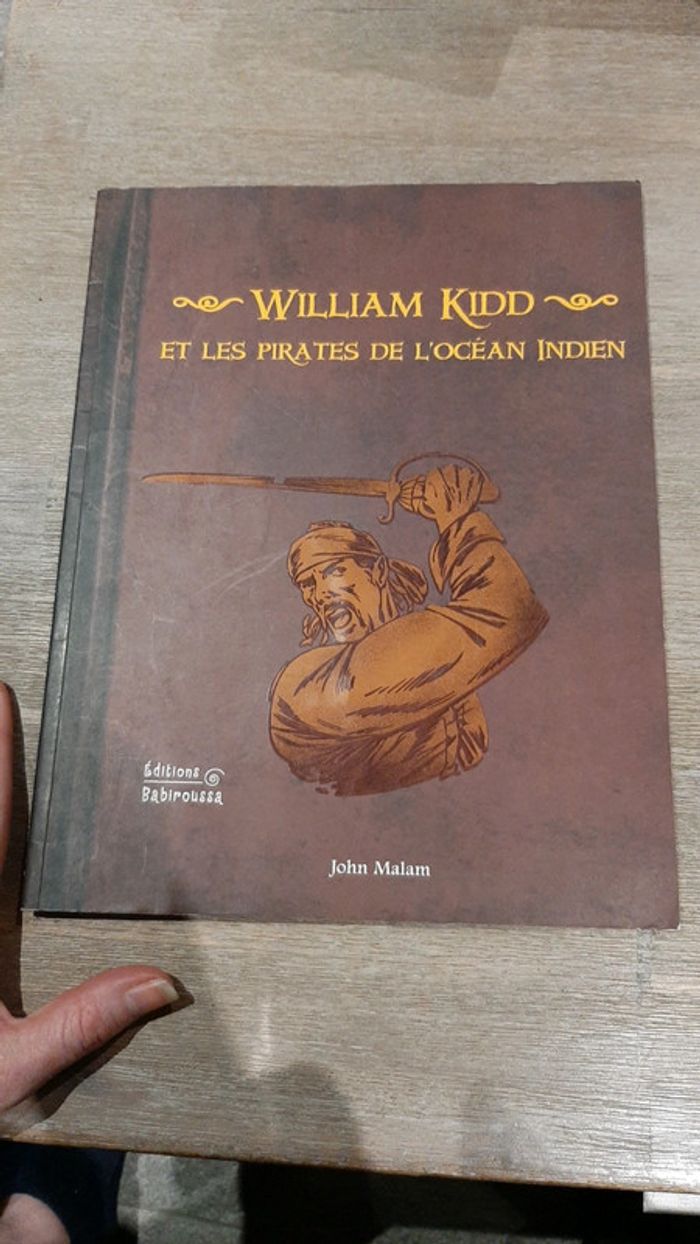 William Kidd
et les pirates de l'océan Indien
Éditions
Babiroussa
John Malam